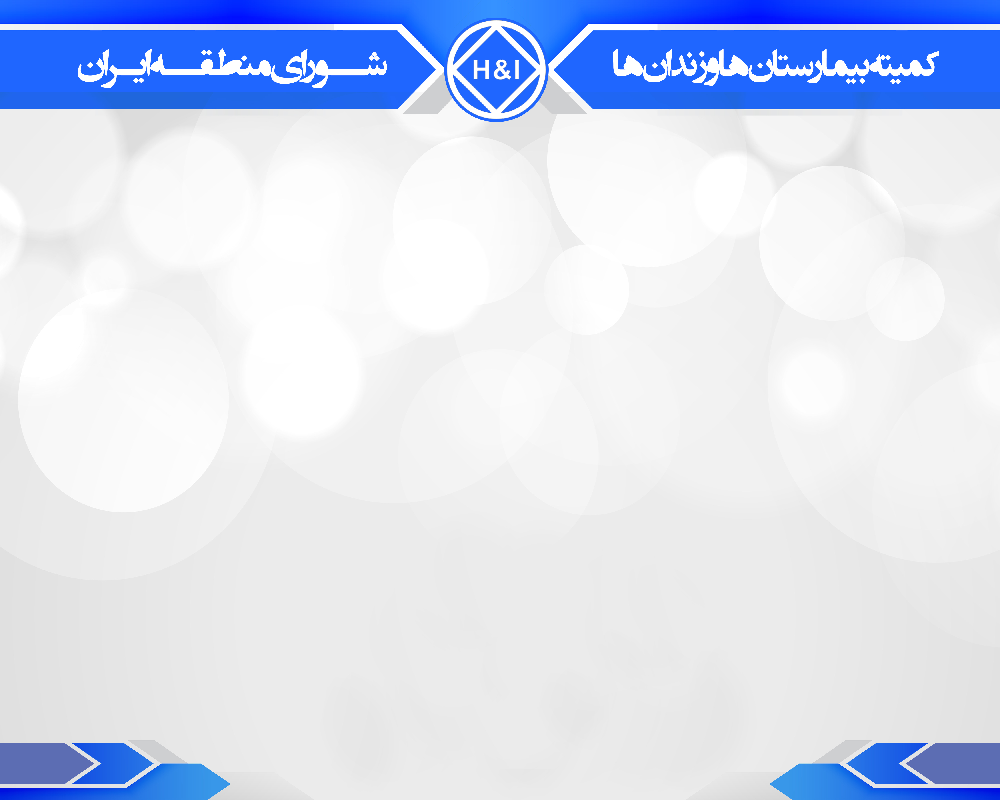 کمیته بیمارستان ها و زندان ها
H&I
شورای منطقه ایران